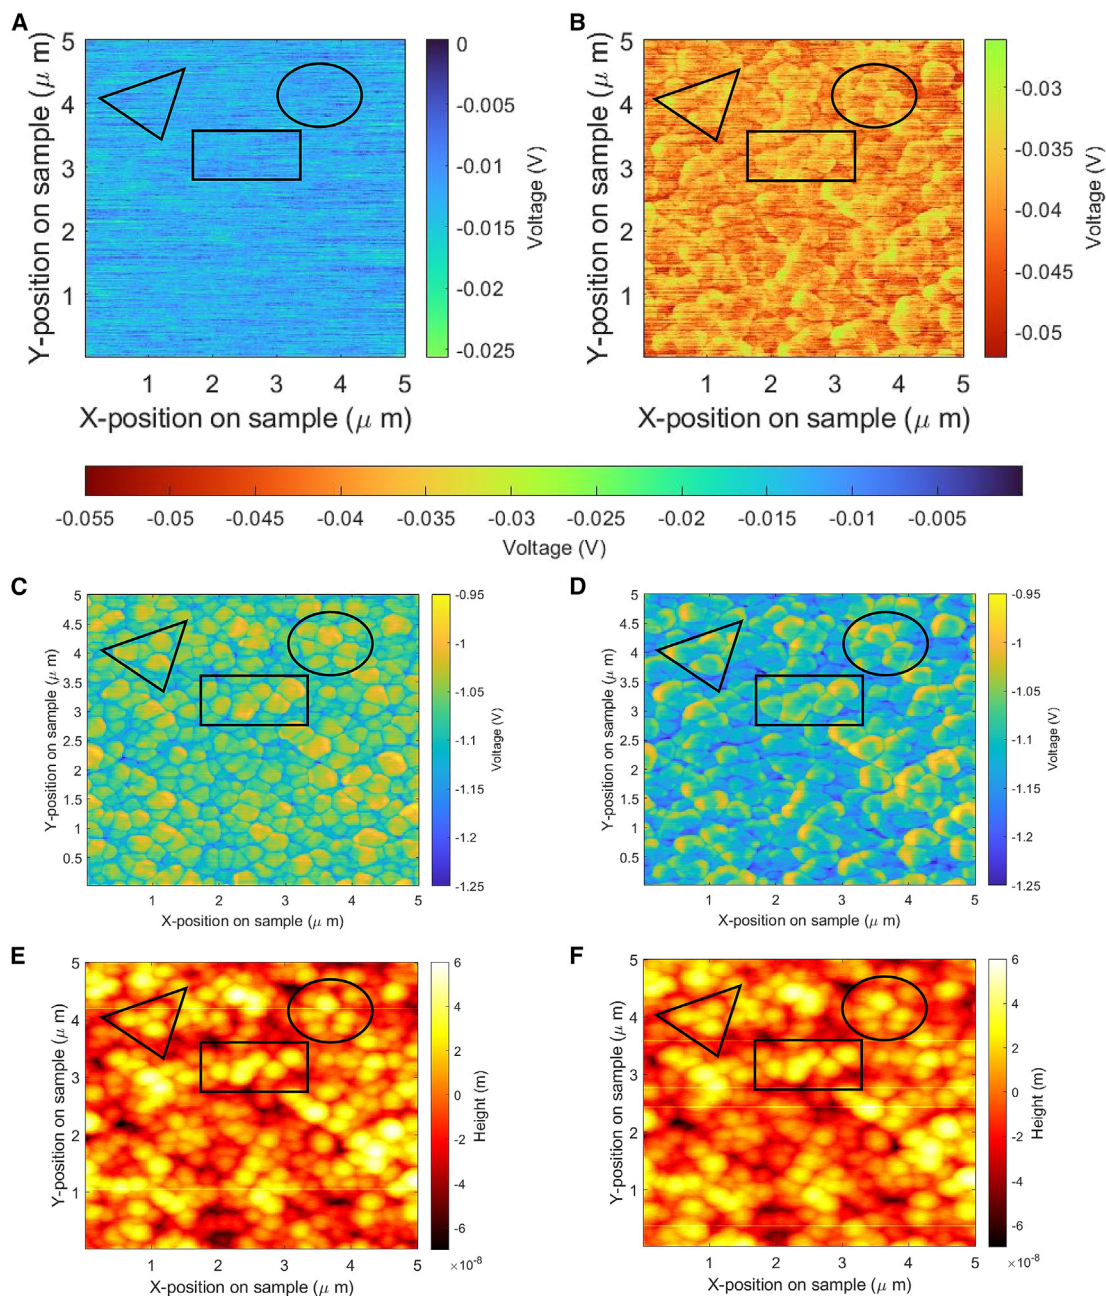 A
B
5
4
3
2
1
Y-position on sample (μ m)
1 2 3 4 5
X-position on sample (μ m)
0
-0.005
-0.01
-0.015
-0.02
-0.025
Voltage (V)
5
4
3
2
1
Y-position on sample (μ m)
1 2 3 4 5
X-position on sample (μ m)
-0.03
-0.035
-0.04
-0.045
-0.05
Voltage (V)
-0.055 -0.05 -0.045 -0.04 -0.035 -0.03 -0.025 -0.02 -0.015 -0.01 -0.005
Voltage (V)
C
D
5
4.5
4
3.5
3
2.5
2
1.5
1
0.5
Y-position on sample (μ m)
1 2 3 4 5
X-position on sample (μ m)
-0.95
-1
-1.05
-1.1
-1.15
-1.2
-1.25
Voltage (V)
5
4.5
4
3.5
3
2.5
2
1.5
1
0.5
Y-position on sample (μ m)
1 2 3 4 5
X-position on sample (μ m)
-0.95
-1
-1.05
-1.1
-1.15
-1.2
-1.25
Voltage (V)
E
F
5
4
3
2
1
Y-position on sample (μ m)
1 2 3 4 5
X-position on sample (μ m)
6
4
2
0
-2
-4
-6
×10⁻⁸
Height (m)
5
4
3
2
1
Y-position on sample (μ m)
1 2 3 4 5
X-position on sample (μ m)
6
4
2
0
-2
-4
-6
×10⁻⁸
Height (m)